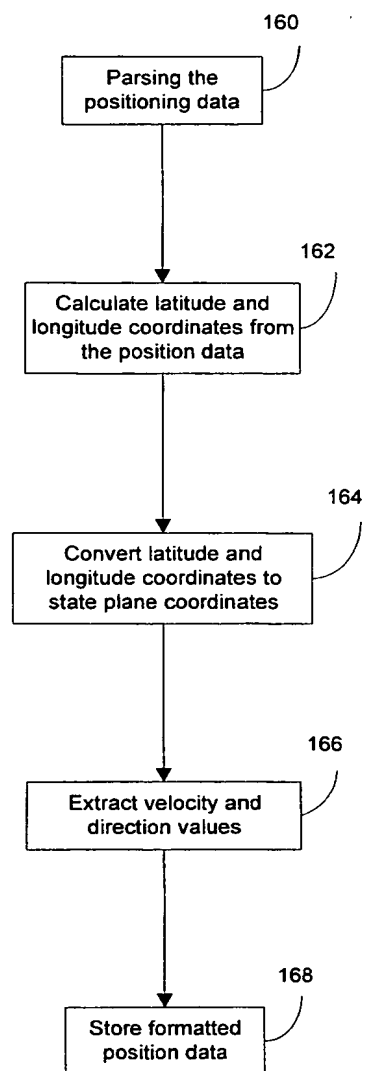 160
Parsing the
positioning data
162
Calculate latitude and
longitude coordinates from
the position data
164
Convert latitude and
longitude coordinates to
state plane coordinates
166
Extract velocity and
direction values
168
Store formatted
position data